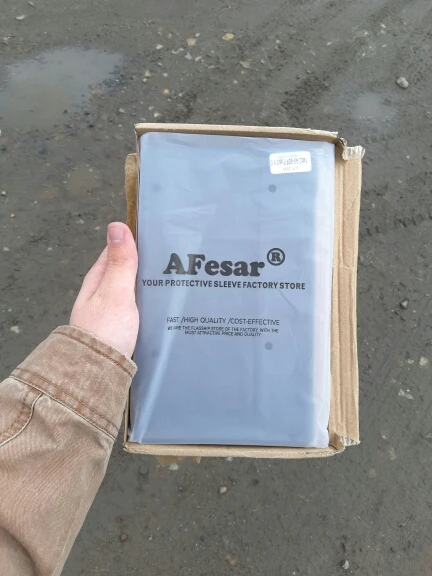 AFesar®
YOUR PROTECTIVE SLEEVE FACTORY STORE
FAST /HIGH QUALITY /COST-EFFECTIVE
WE ARE THE FLAGSHIP STORE OF THE FACTORY, WITH THE
MOST ATTRACTIVE PRICE AND QUALITY